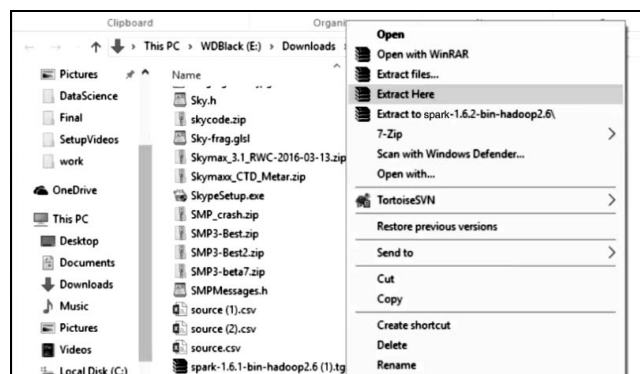 Clipboard
Organi
This PC > WDBlack (E:) > Downloads >
Pictures
DataScience
Final
SetupVideos
work
OneDrive
This PC
Desktop
Documents
Downloads
Music
Pictures
Videos
Local Disk (C:)
Name
Sky.h
skycode.zip
Sky-frag.glsl
Skymax_3.1_RWC-2016-03-13.zip
Skymaxx_CTD_Metar.zip
SkypeSetup.exe
SMP_crash.zip
SMP3-Best.zip
SMP3-Best2.zip
SMP3-beta7.zip
SMPMessages.h
source (1).csv
source (2).csv
source.csv
spark-1.6.1-bin-hadoop2.6 (1).tg
Open
Open with WinRAR
Extract files...
Extract Here
Extract to spark-1.6.2-bin-hadoop2.6\
7-Zip
Scan with Windows Defender...
Open with...
TortoiseSVN
Restore previous versions
Send to
Cut
Copy
Create shortcut
Delete
Rename